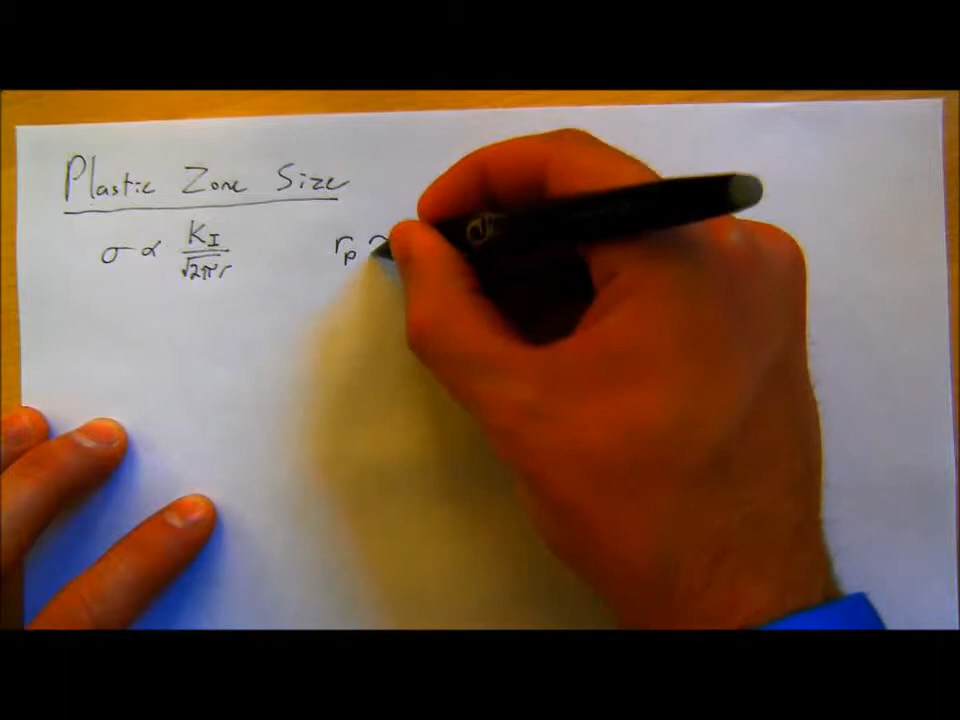 Plastic Zone Size
σ ∝ K_I / √2πr   r_p ~